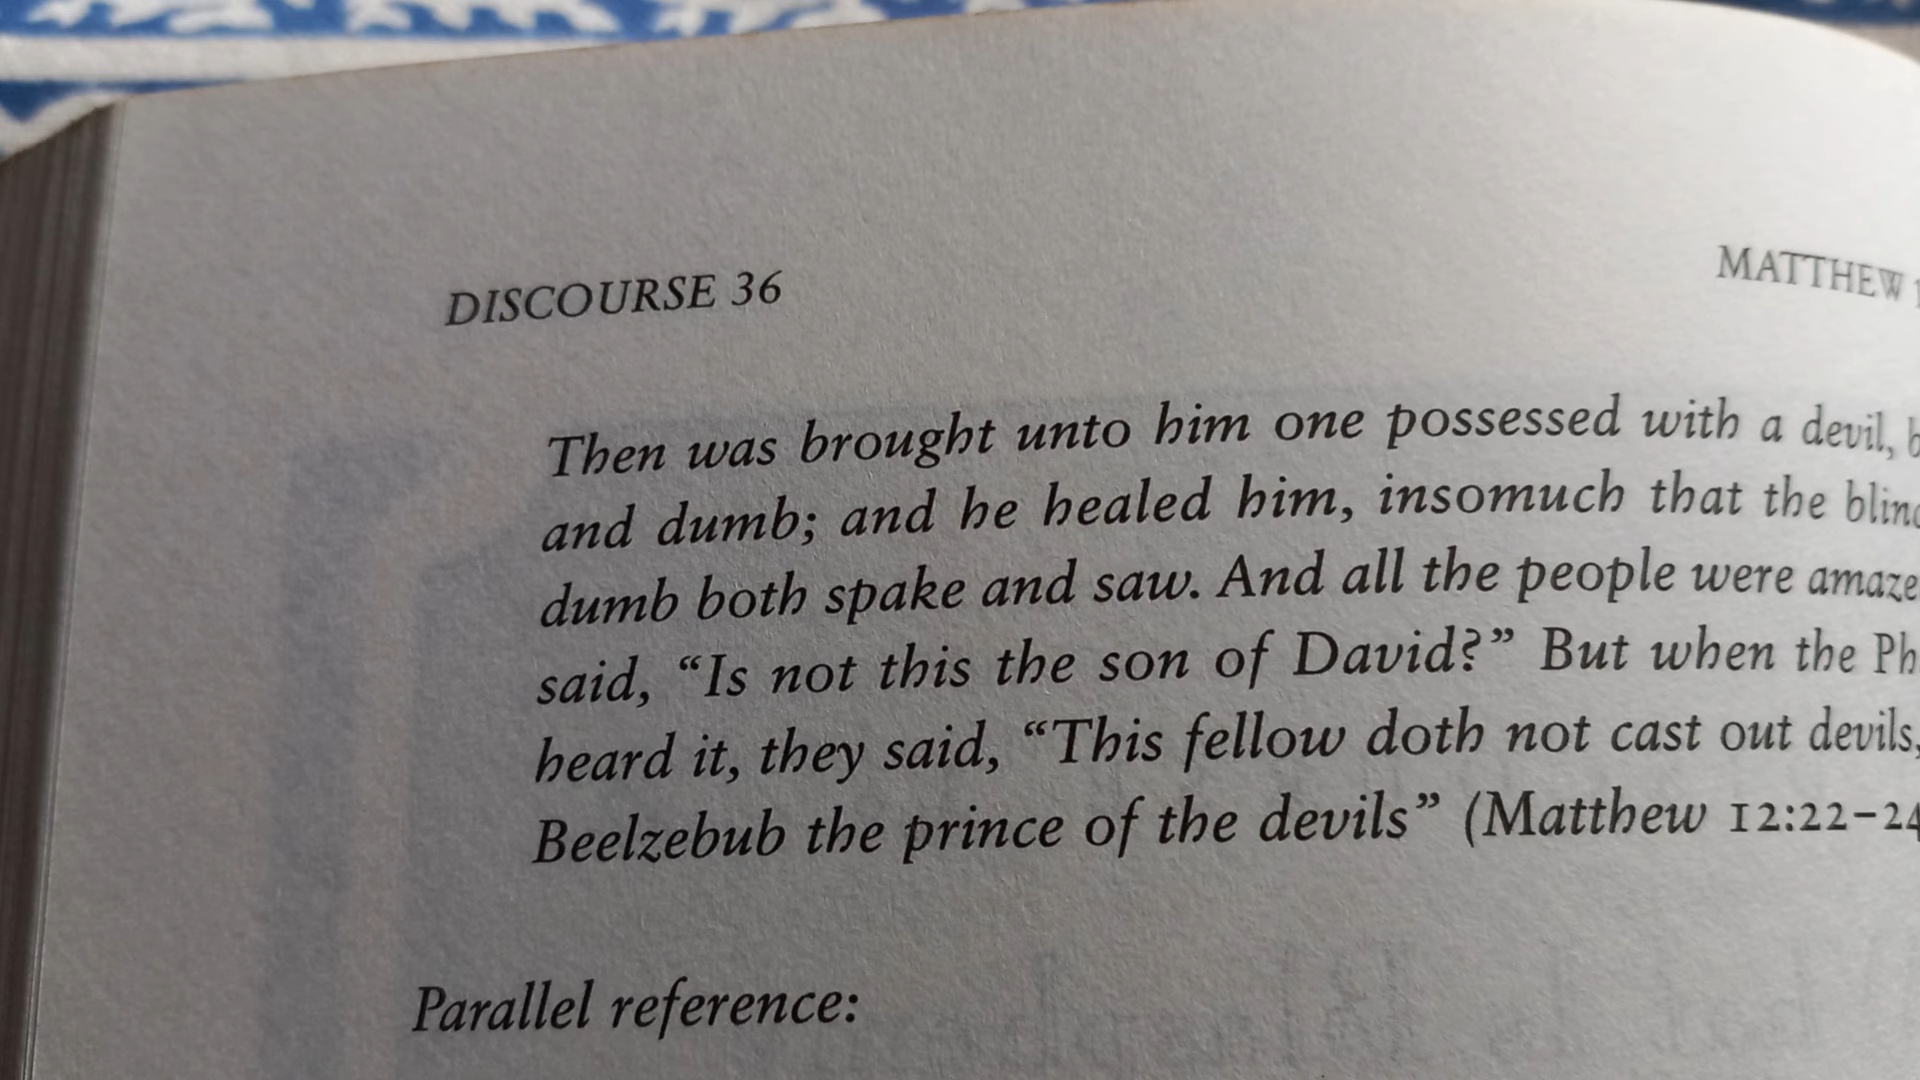 DISCOURSE 36
MATTHEW
Then was brought unto him one possessed with a devil,
and dumb; and he healed him, insomuch that the
dumb both spake and saw. And all the people were
said, “Is not this the son of David?” But when the
heard it, they said, “This fellow doth not cast out devils,
Beelzebub the prince of the devils” (Matthew 12:22–24
Parallel reference: